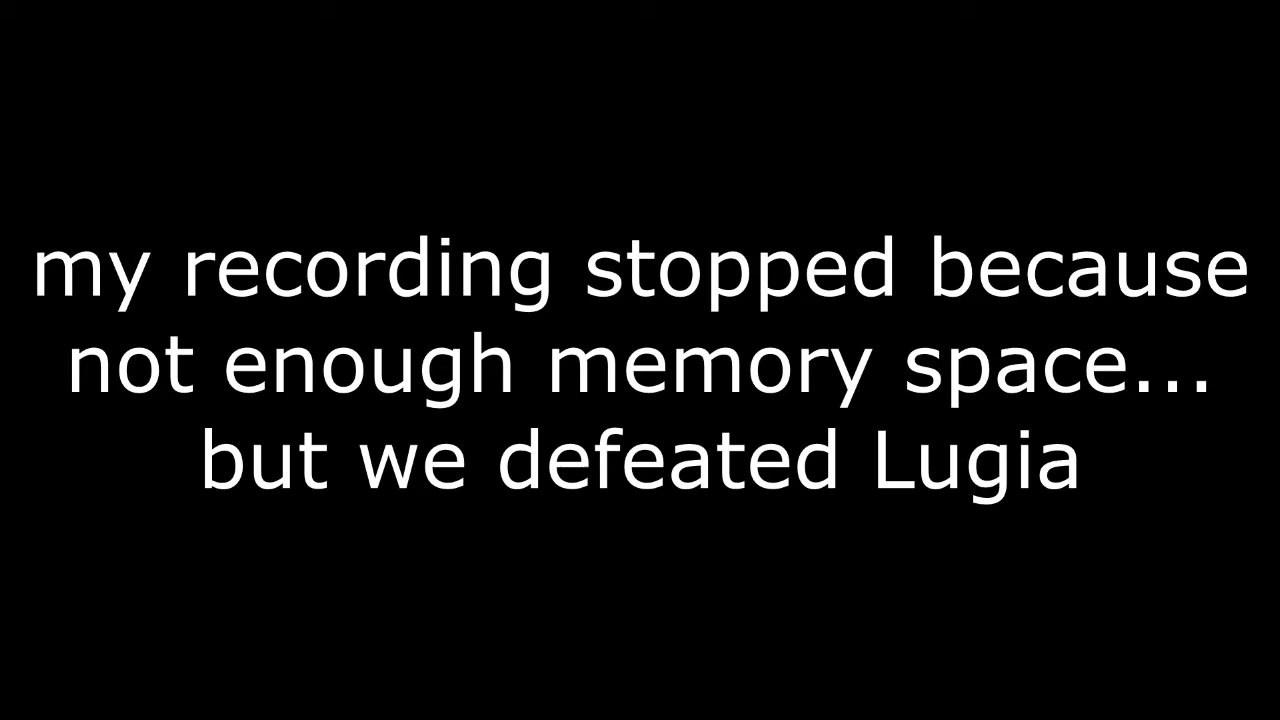 my recording stopped because
not enough memory space...
but we defeated Lugia